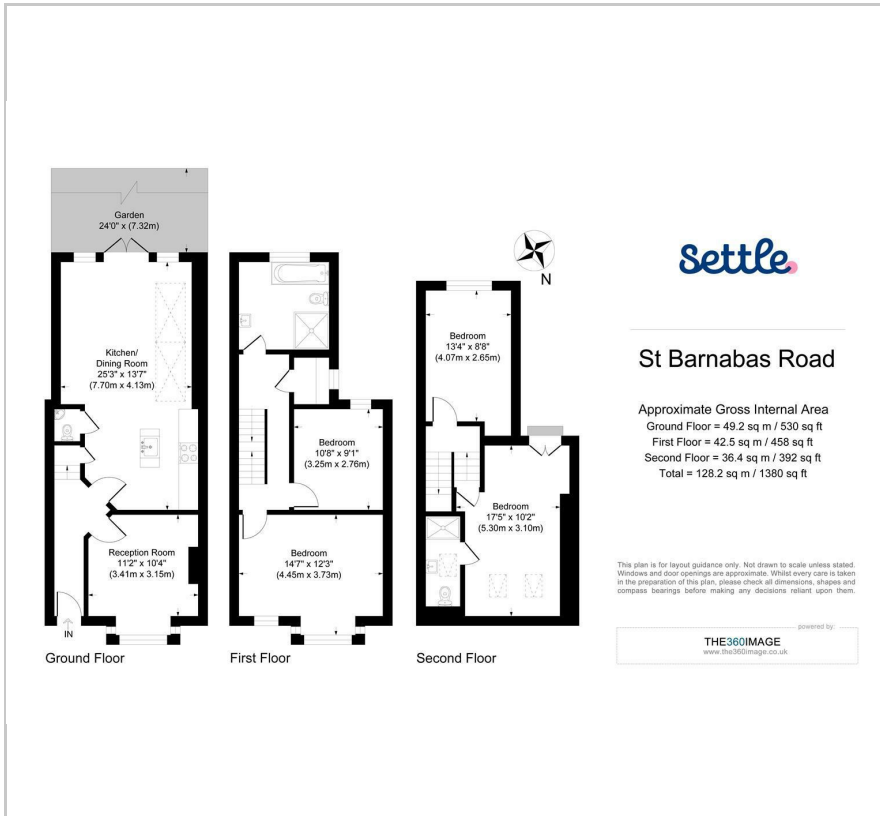 Garden
24'0" x (7.32m)
Kitchen/
Dining Room
25'3" x 13'7"
(7.70m x 4.13m)
Reception Room
11'2" x 10'4"
(3.41m x 3.15m)
IN
Ground Floor
Bedroom
10'8" x 9'1"
(3.25m x 2.76m)
Bedroom
14'7" x 12'3"
(4.45m x 3.73m)
First Floor
N
Bedroom
13'4" x 8'8"
(4.07m x 2.65m)
Bedroom
17'5" x 10'2"
(5.30m x 3.10m)
Second Floor
Settle
St Barnabas Road
Approximate Gross Internal Area
Ground Floor = 49.2 sq m / 530 sq ft
First Floor = 42.5 sq m / 458 sq ft
Second Floor = 36.4 sq m / 392 sq ft
Total = 128.2 sq m / 1380 sq ft
This plan is for layout guidance only. Not drawn to scale unless stated.
Windows and door openings are approximate. Whilst every care is taken
in the preparation of this plan, please check all dimensions, shapes and
compass bearings before making any decisions reliant upon them.
powered by:
THE360IMAGE
www.the360image.co.uk